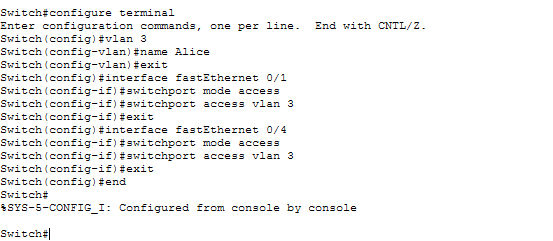 Switch#configure terminal
Enter configuration commands, one per line.  End with CNTL/Z.
Switch(config)#vlan 3
Switch(config-vlan)#name Alice
Switch(config-vlan)#exit
Switch(config)#interface fastEthernet 0/1
Switch(config-if)#switchport mode access
Switch(config-if)#switchport access vlan 3
Switch(config-if)#exit
Switch(config)#interface fastEthernet 0/4
Switch(config-if)#switchport mode access
Switch(config-if)#switchport access vlan 3
Switch(config-if)#exit
Switch(config)#end
Switch#
%SYS-5-CONFIG_I: Configured from console by console
Switch#